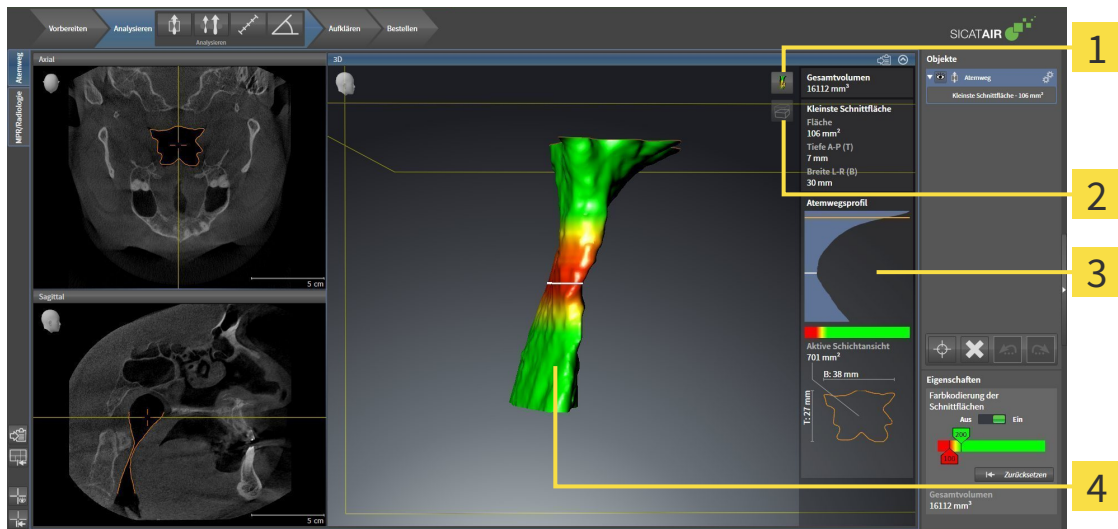 Vorbereiten
Analysieren
Analysieren
Aufklären
Bestellen
SICATAIR
Atemweg
MPR/Radiologie
Axial
5 cm
Sagittal
5 cm
3D
Gesamtvolumen
16112 mm³
Kleinste Schnittfläche
Fläche
106 mm²
Tiefe A-P (T)
7 mm
Breite L-R (B)
30 mm
Atemwegsprofil
Aktive Schichtansicht
701 mm²
B: 38 mm
T: 27 mm
Objekte
Atemweg
Kleinste Schnittfläche - 106 mm²
Eigenschaften
Farbkodierung der
Schnittflächen
Aus
Ein
200
100
Zurücksetzen
Gesamtvolumen
16112 mm³
1
2
3
4